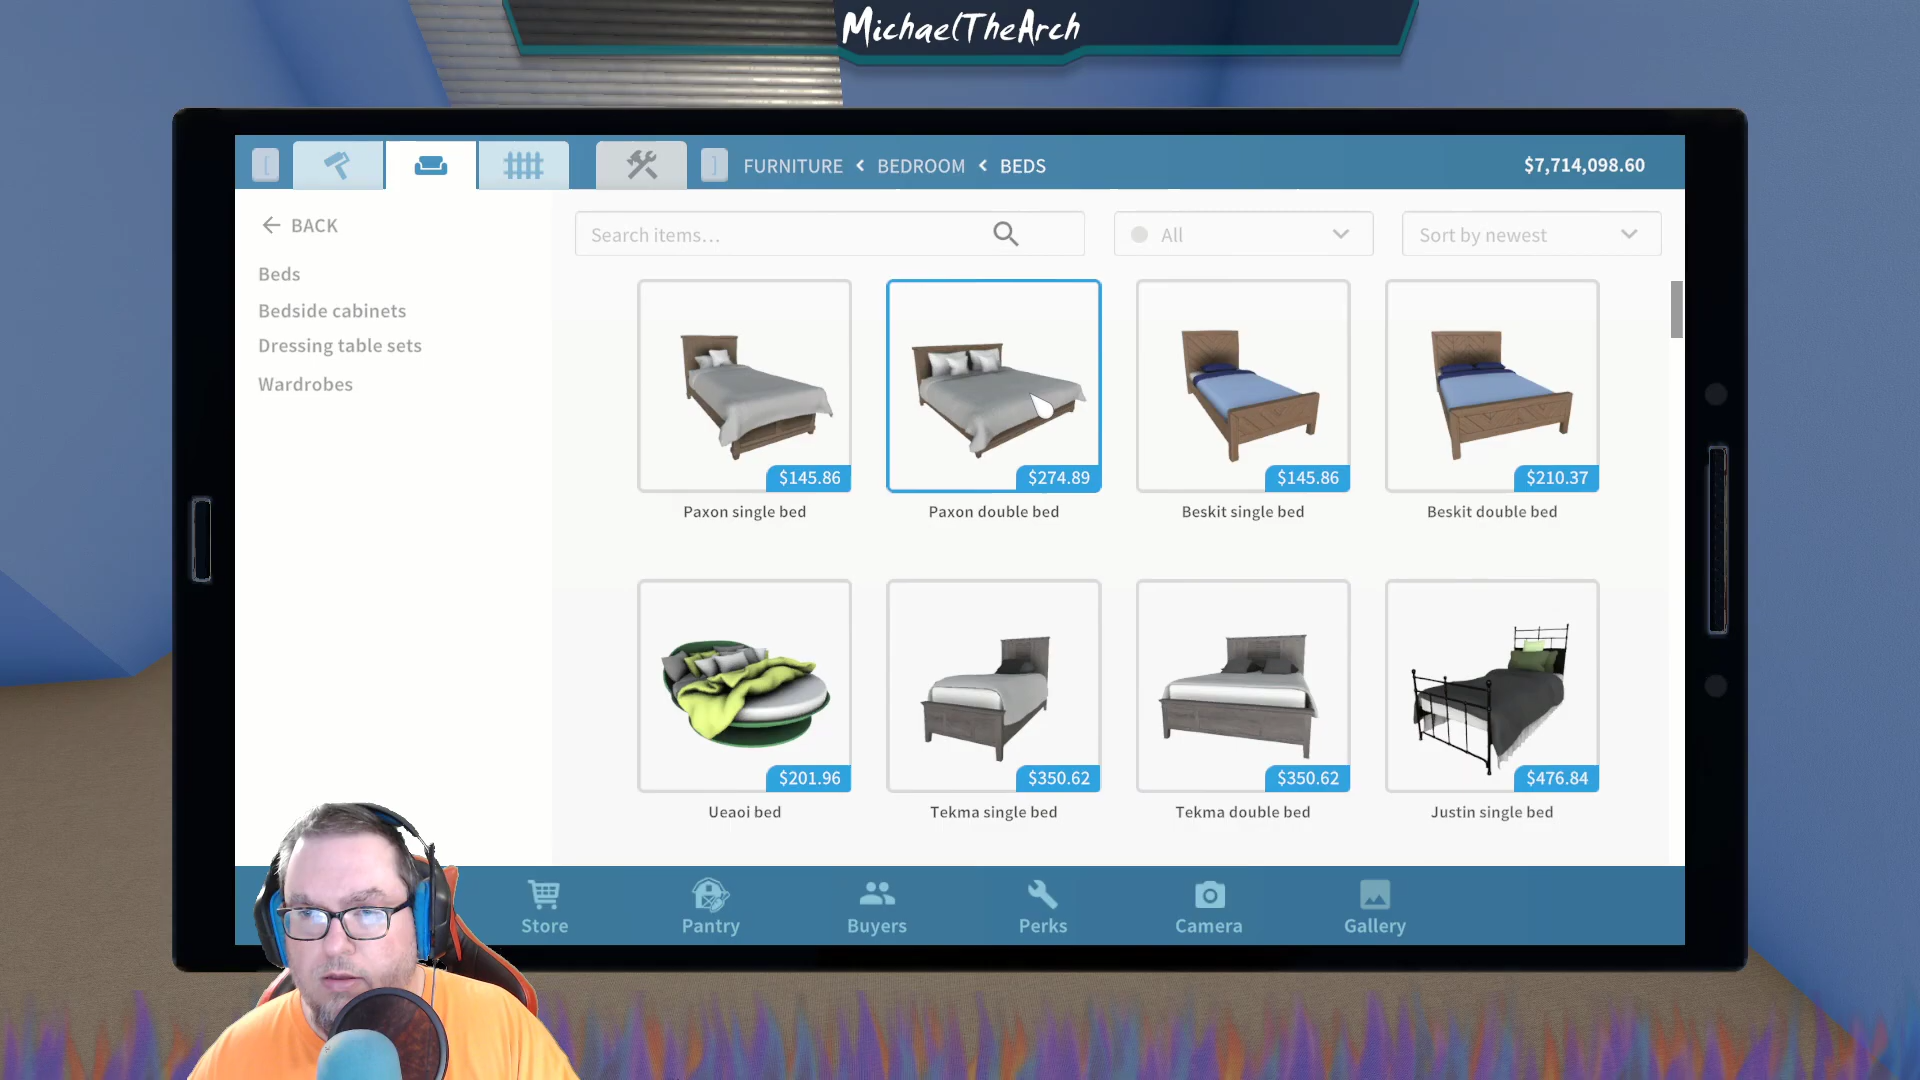 MichaelTheArch
[
]
FURNITURE < BEDROOM < BEDS
$7,714,098.60
BACK
Search items...
All
Sort by newest
Beds
Bedside cabinets
Dressing table sets
Wardrobes
$145.86
$274.89
$145.86
$210.37
Paxon single bed
Paxon double bed
Beskit single bed
Beskit double bed
$201.96
$350.62
$350.62
$476.84
Ueaoi bed
Tekma single bed
Tekma double bed
Justin single bed
Store
Pantry
Buyers
Perks
Camera
Gallery